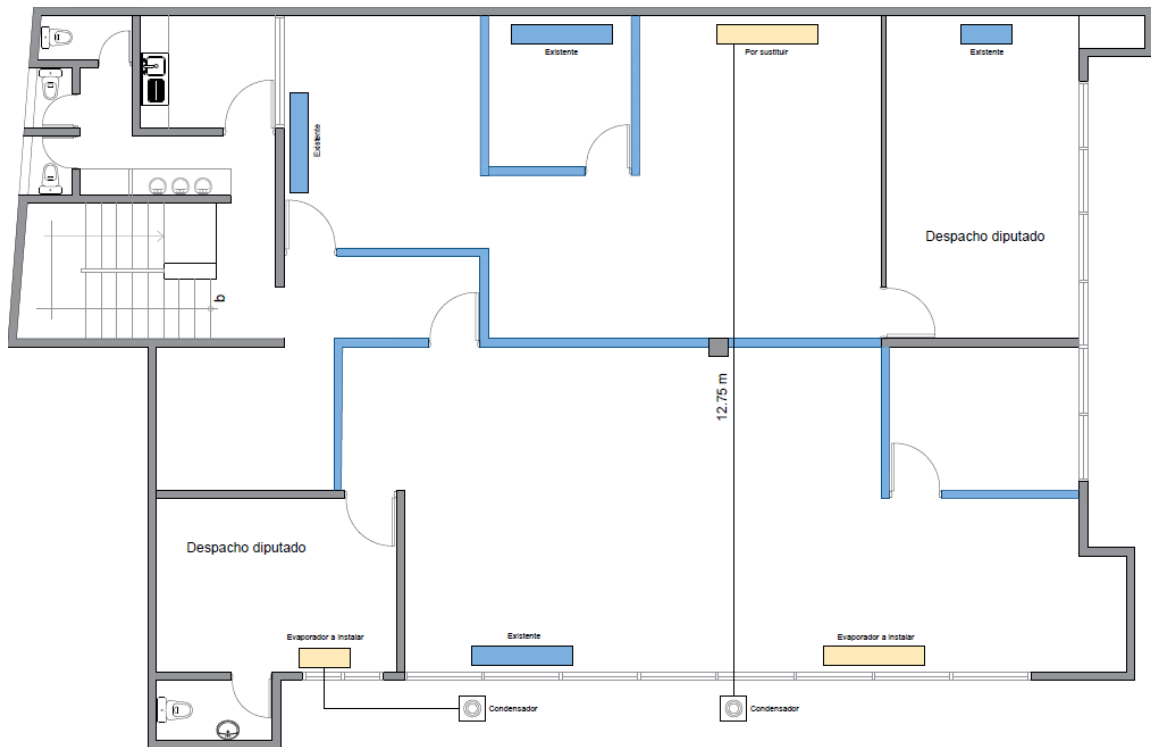 Existente
Por sustituir
Existente
Existente
Despacho diputado
b
12.75 m
Despacho diputado
Evaporador a Instalar
Existente
Evaporador a Instalar
Condensador
Condensador